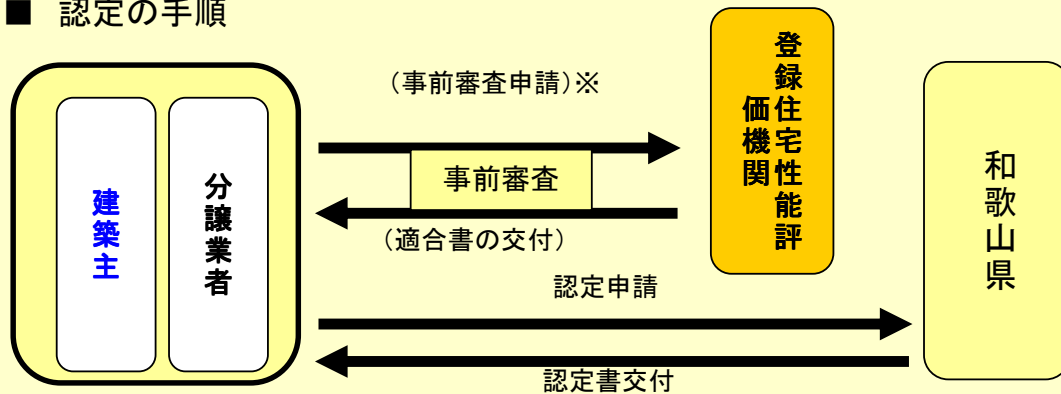 ■ 認定の手順
建築主
分譲業者
(事前審査申請)※
事前審査
(適合書の交付)
登録住宅性能評
価機関
認定申請
認定書交付
和歌山県